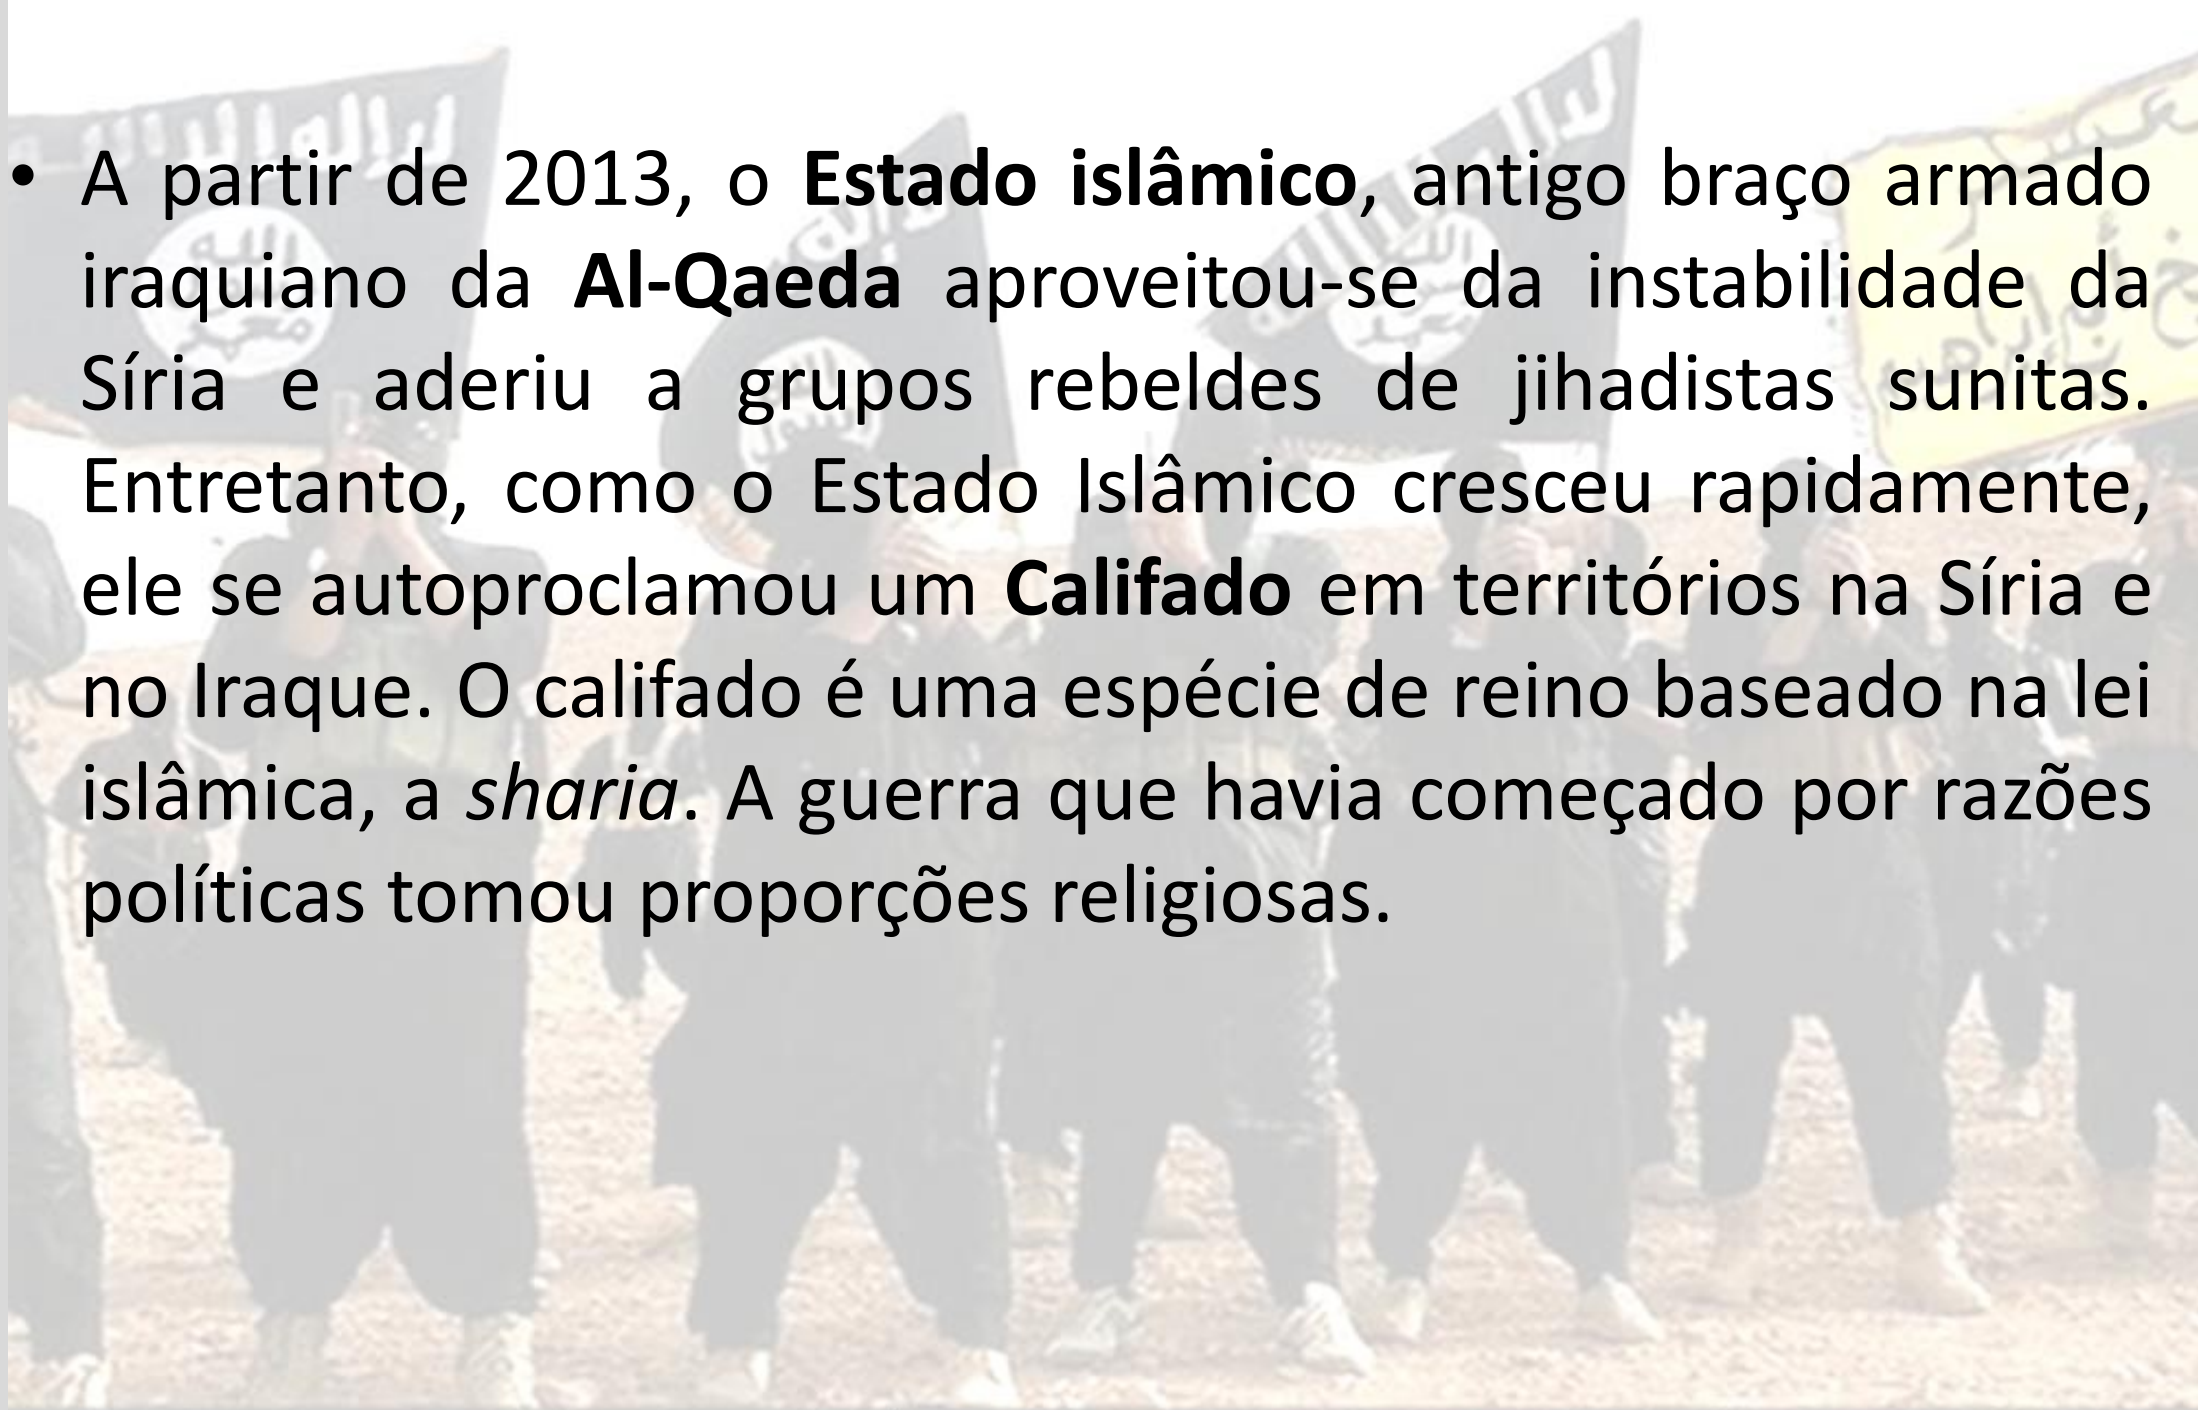 • A partir de 2013, o Estado islâmico, antigo braço armado
iraquiano da Al-Qaeda aproveitou-se da instabilidade da
Síria e aderiu a grupos rebeldes de jihadistas sunitas.
Entretanto, como o Estado Islâmico cresceu rapidamente,
ele se autoproclamou um Califado em territórios na Síria e
no Iraque. O califado é uma espécie de reino baseado na lei
islâmica, a sharia. A guerra que havia começado por razões
políticas tomou proporções religiosas.